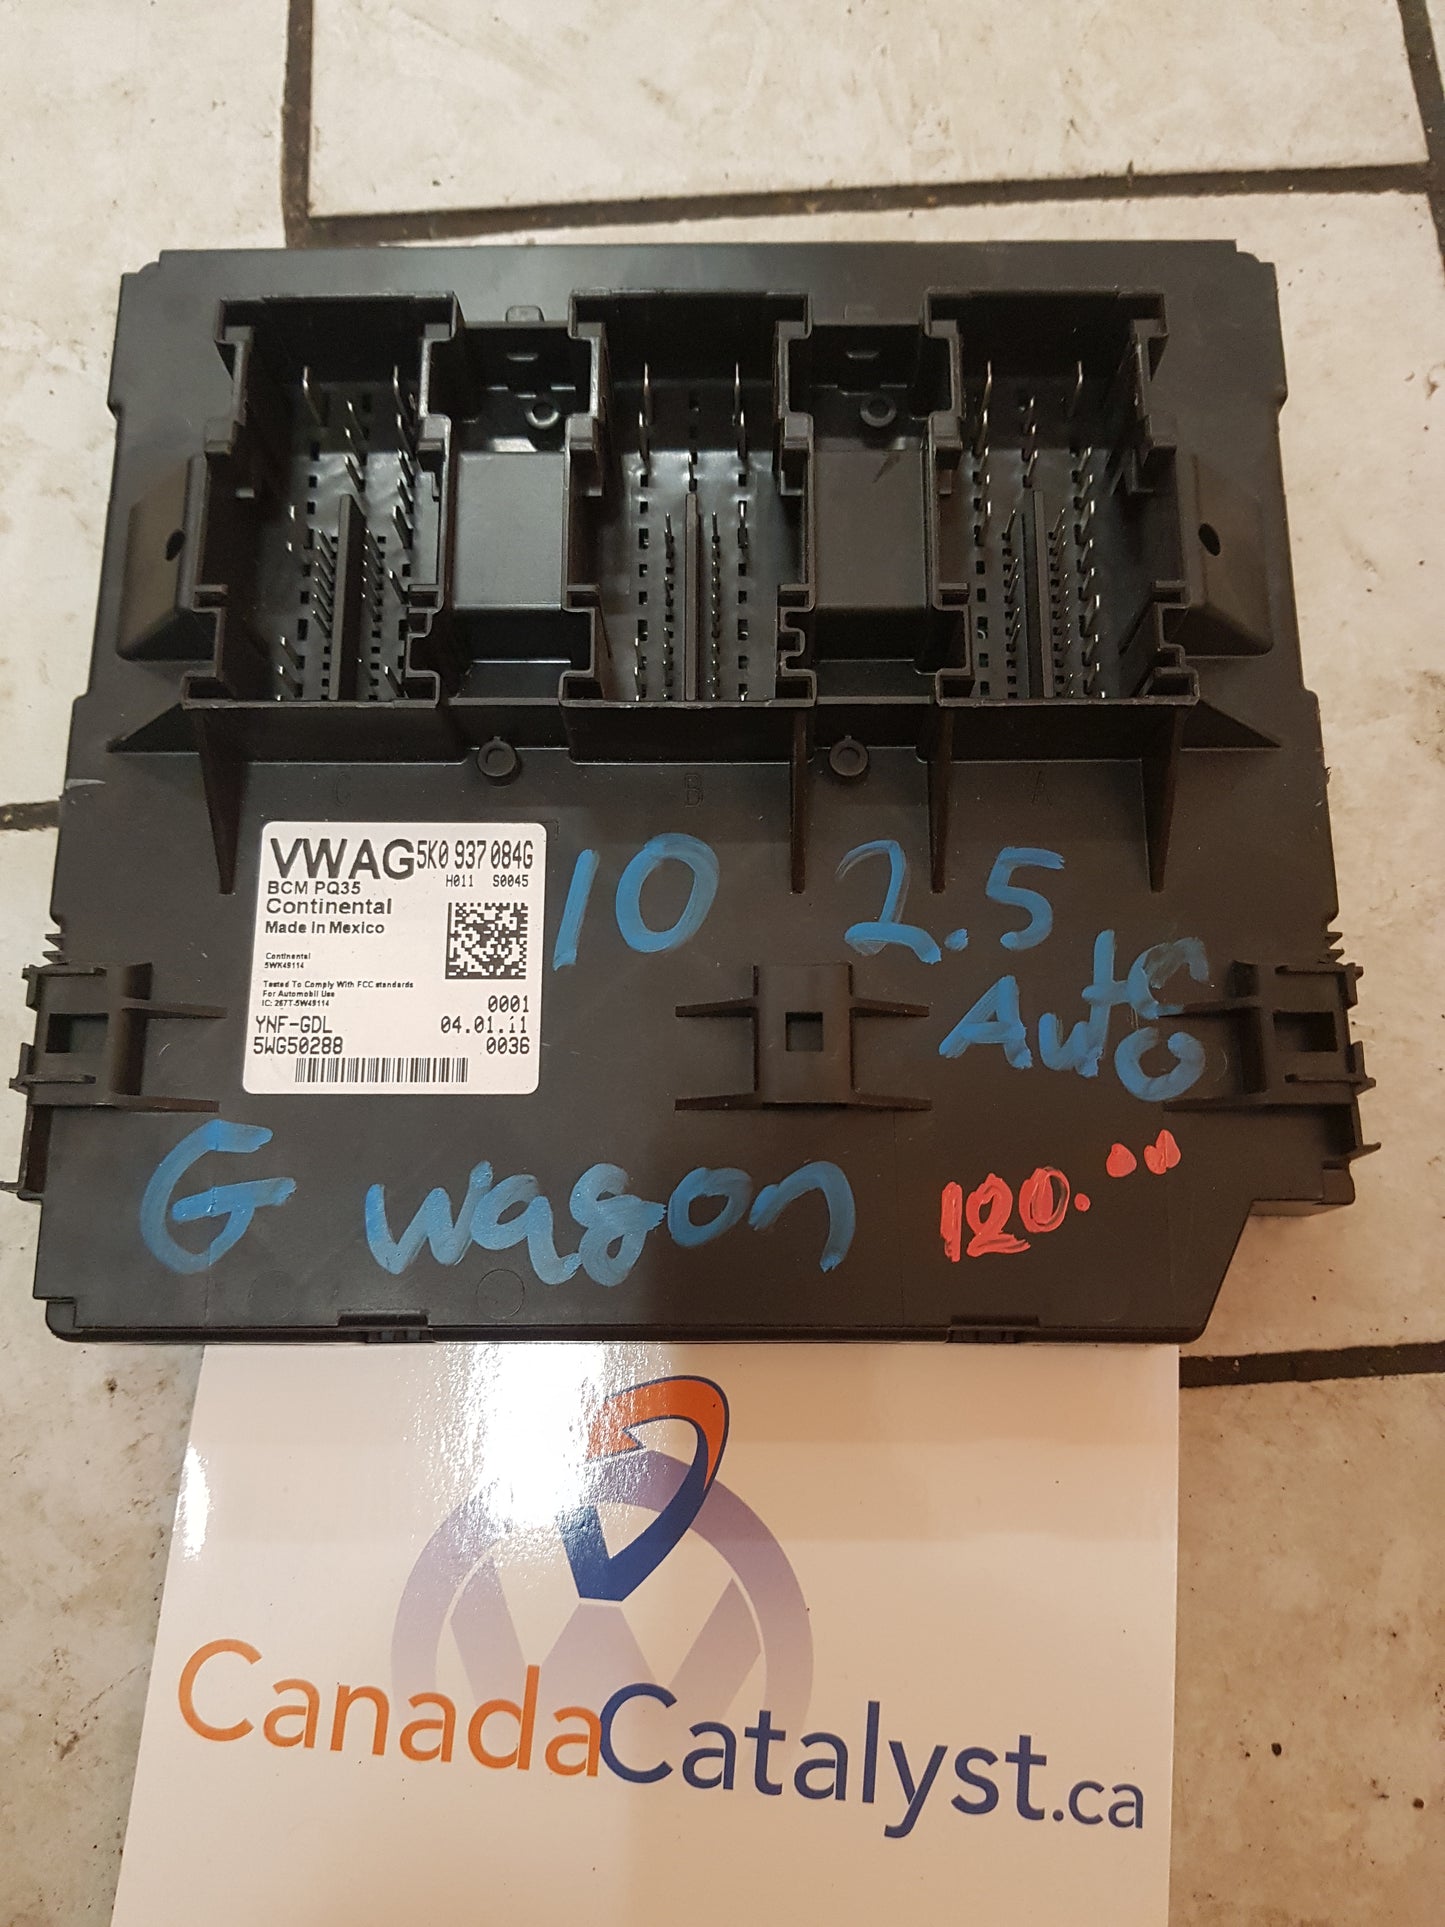 C B A
VWAG 5K0 937 084G
H011 S0045
BCM PQ35
Continental
Made in Mexico
Continental
5WK49114
Tested To Comply With FCC standards
For Automobil Use
IC: 267T-5W49114
0001
YNF-GDL 04.01.11
5WG50288 0036
10 2.5
Auto
G wagon 120.00
CanadaCatalyst.ca